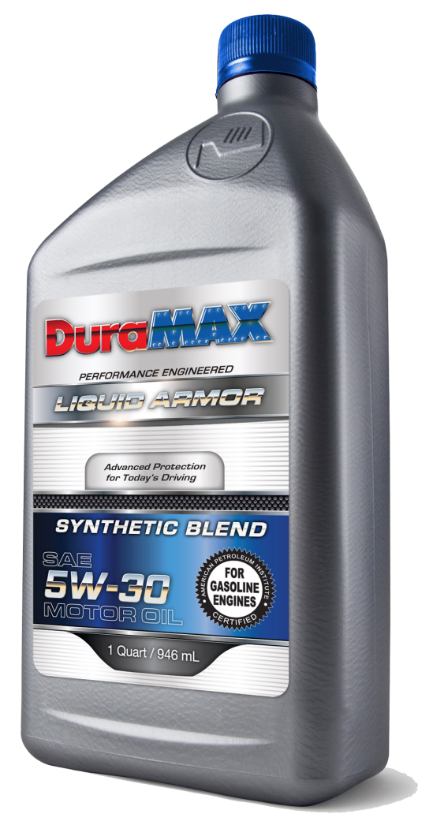 DuraMAX
PERFORMANCE ENGINEERED
LIQUID ARMOR
Advanced Protection
for Today's Driving
SYNTHETIC BLEND
SAE
5W-30
MOTOR OIL
AMERICAN PETROLEUM INSTITUTE
FOR
GASOLINE
ENGINES
CERTIFIED
1 Quart / 946 mL